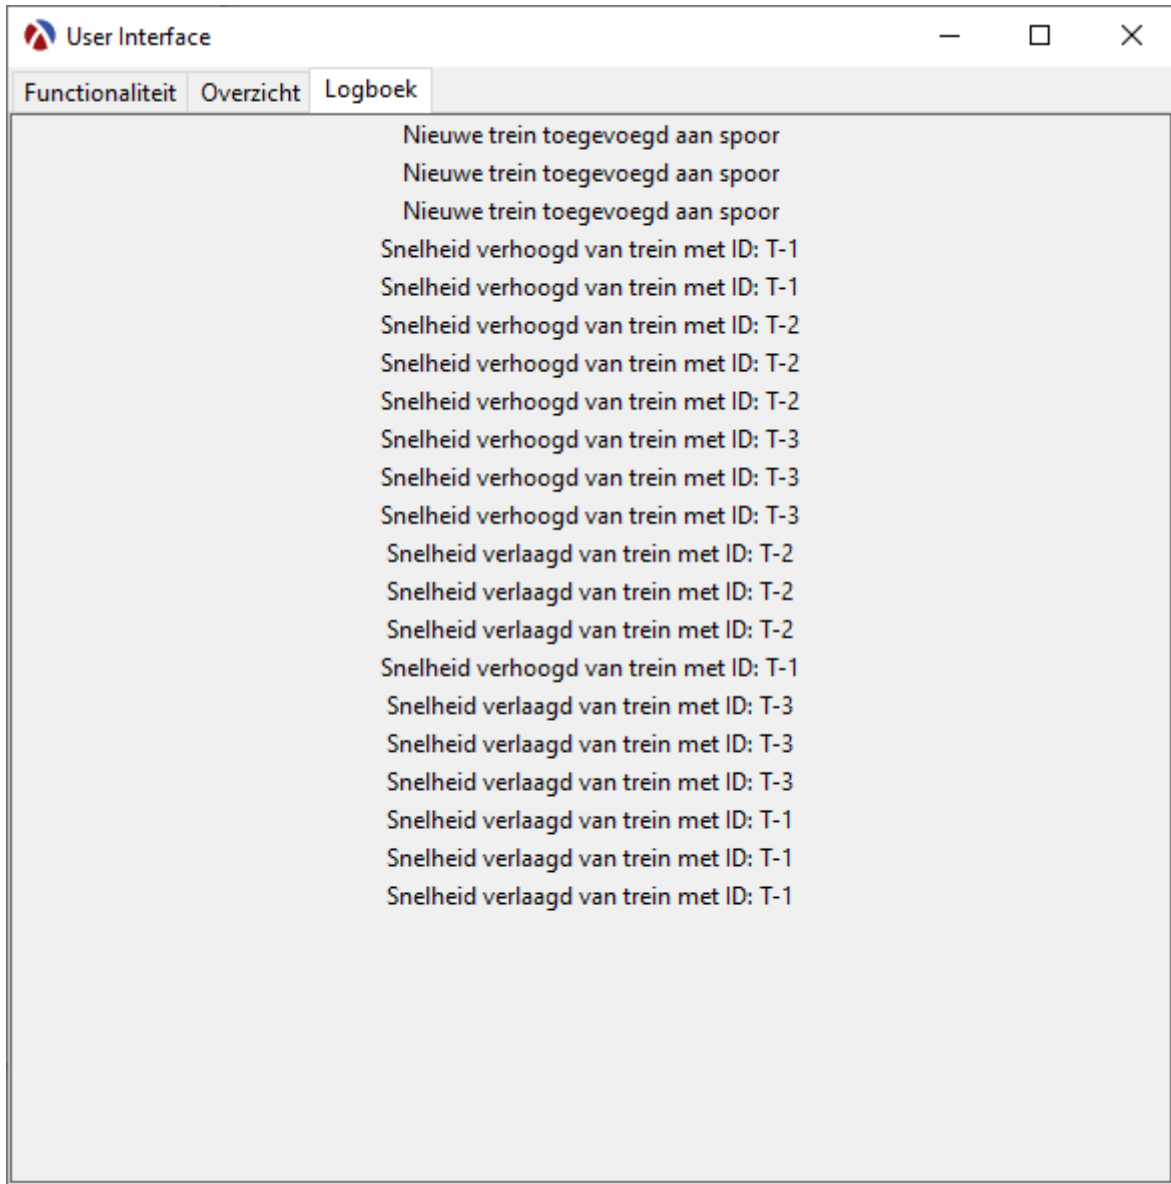 User Interface
Functionaliteit Overzicht Logboek
Nieuwe trein toegevoegd aan spoor
Nieuwe trein toegevoegd aan spoor
Nieuwe trein toegevoegd aan spoor
Snelheid verhoogd van trein met ID: T-1
Snelheid verhoogd van trein met ID: T-1
Snelheid verhoogd van trein met ID: T-2
Snelheid verhoogd van trein met ID: T-2
Snelheid verhoogd van trein met ID: T-2
Snelheid verhoogd van trein met ID: T-3
Snelheid verhoogd van trein met ID: T-3
Snelheid verhoogd van trein met ID: T-3
Snelheid verlaagd van trein met ID: T-2
Snelheid verlaagd van trein met ID: T-2
Snelheid verlaagd van trein met ID: T-2
Snelheid verhoogd van trein met ID: T-1
Snelheid verlaagd van trein met ID: T-3
Snelheid verlaagd van trein met ID: T-3
Snelheid verlaagd van trein met ID: T-3
Snelheid verlaagd van trein met ID: T-1
Snelheid verlaagd van trein met ID: T-1
Snelheid verlaagd van trein met ID: T-1